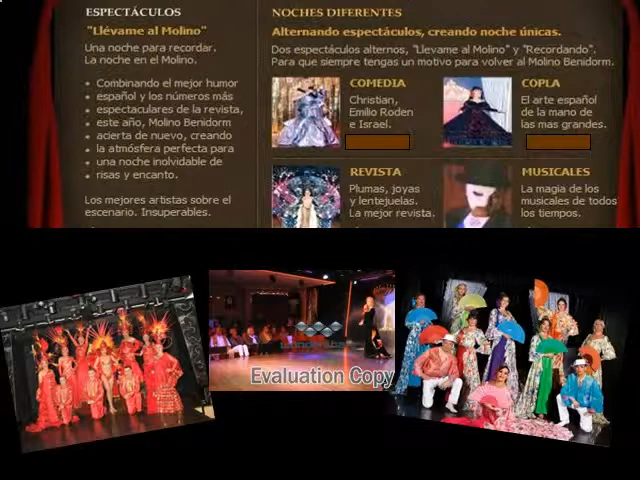 ESPECTÁCULOS
"Llévame al Molino"
Una noche para recordar.
La noche en el Molino.
Combinando el mejor humor
español y los números más
espectaculares de la revista,
este año, Molino Benidorm
acierta de nuevo, creando
la atmósfera perfecta para
una noche inolvidable de
risas y encanto.
Los mejores artistas sobre el
escenario. Insuperables.
NOCHES DIFERENTES
Alternando espectáculos, creando noche únicas.
Dos espectáculos alternos, "Llevame al Molino" y "Recordando".
Para que siempre tengas un motivo para volver al Molino Benidorm.
COMEDIA
Christian,
Emilio Roden
e Israel.
COPLA
El arte español
de la mano de
las mas grandes.
REVISTA
Plumas, joyas
y lentejuelas.
La mejor revista.
MUSICALES
La magia de los
musicales de todos
los tiempos.
Evaluation Copy